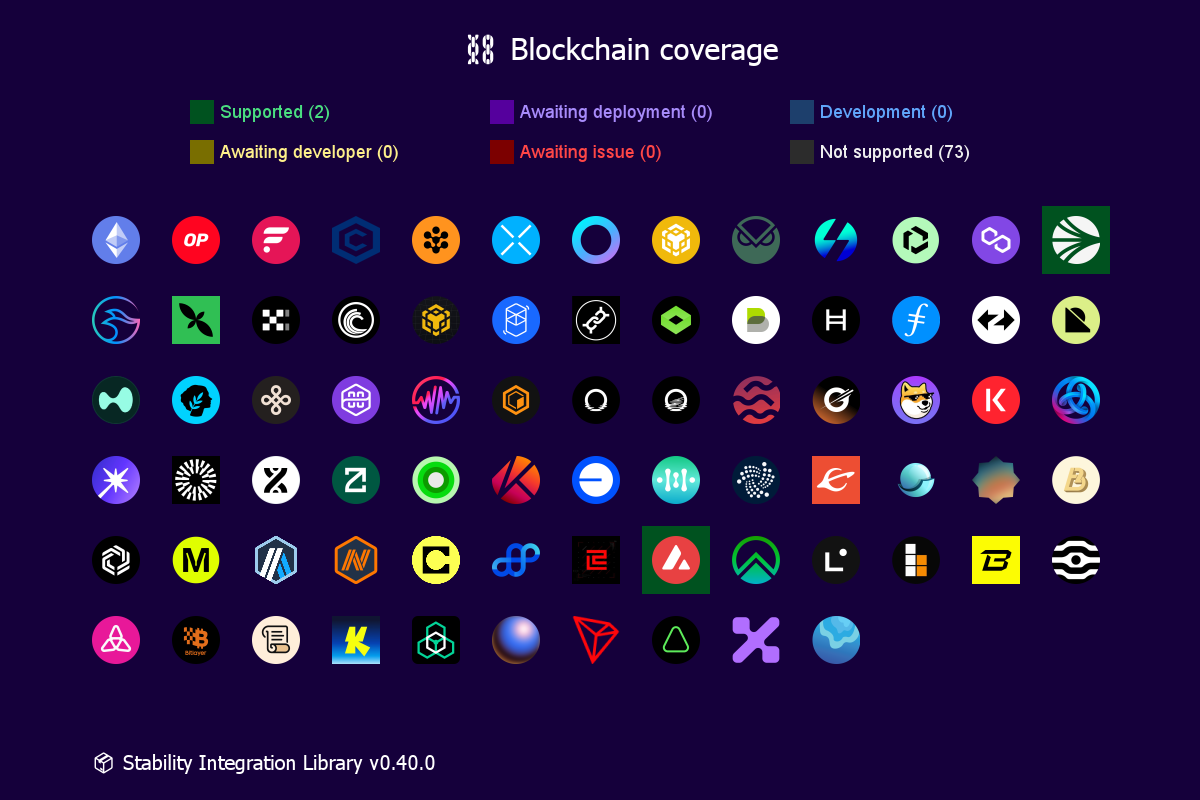 Blockchain coverage
Supported (2)
Awaiting deployment (0)
Development (0)
Awaiting developer (0)
Awaiting issue (0)
Not supported (73)
OP
M
Bitlayer
Stability Integration Library v0.40.0